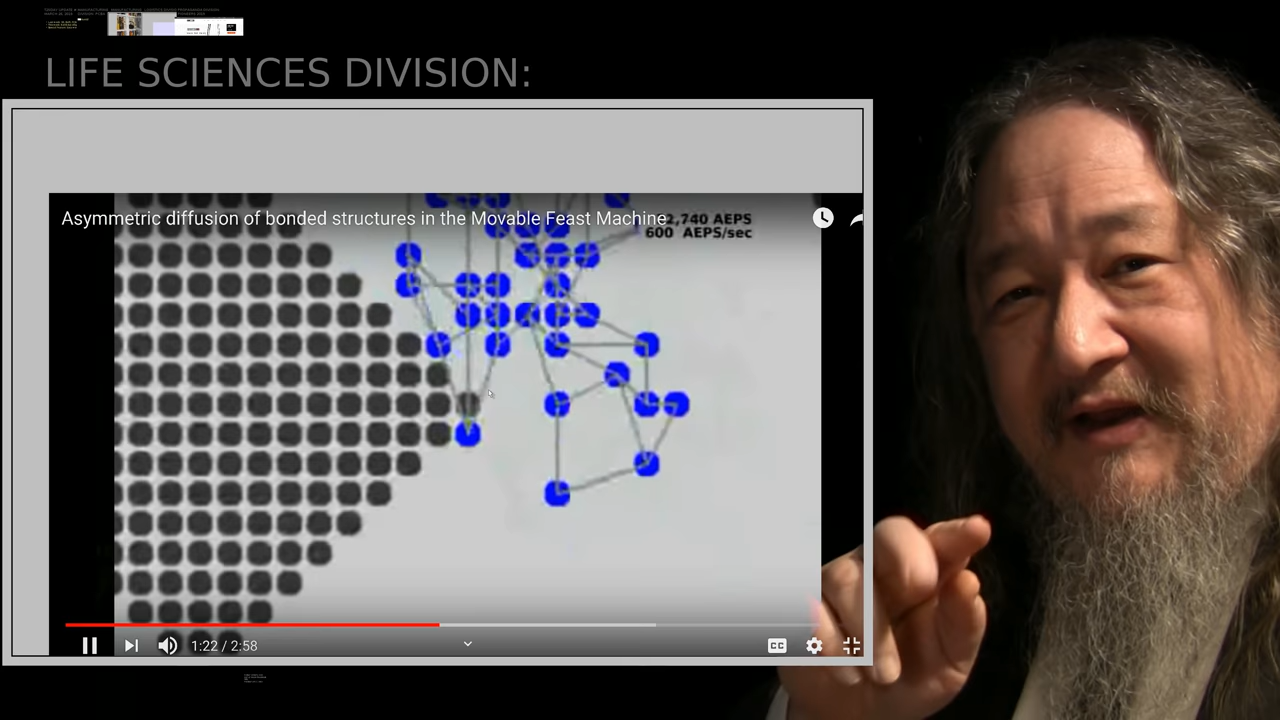 LIFE SCIENCES DIVISION:
Asymmetric diffusion of bonded structures in the Movable Feast Machine
2,740 AEPS
600 AEPS/sec
1:22 / 2:58
CC